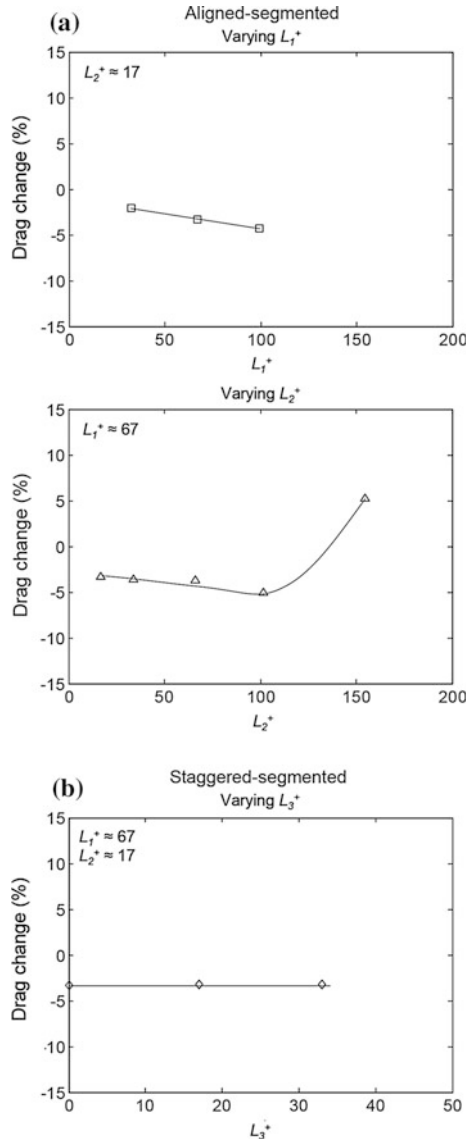 (a)
Aligned-segmented
Varying L₁⁺
L₂⁺ ≈ 17
15
10
5
0
-5
-10
-15
Drag change (%)
0 50 100 150 200
L₁⁺
Varying L₂⁺
L₁⁺ ≈ 67
15
10
5
0
-5
-10
-15
Drag change (%)
0 50 100 150 200
L₂⁺
(b)
Staggered-segmented
Varying L₃⁺
L₁⁺ ≈ 67
L₂⁺ ≈ 17
15
10
5
0
-5
-10
-15
Drag change (%)
0 10 20 30 40 50
L₃⁺